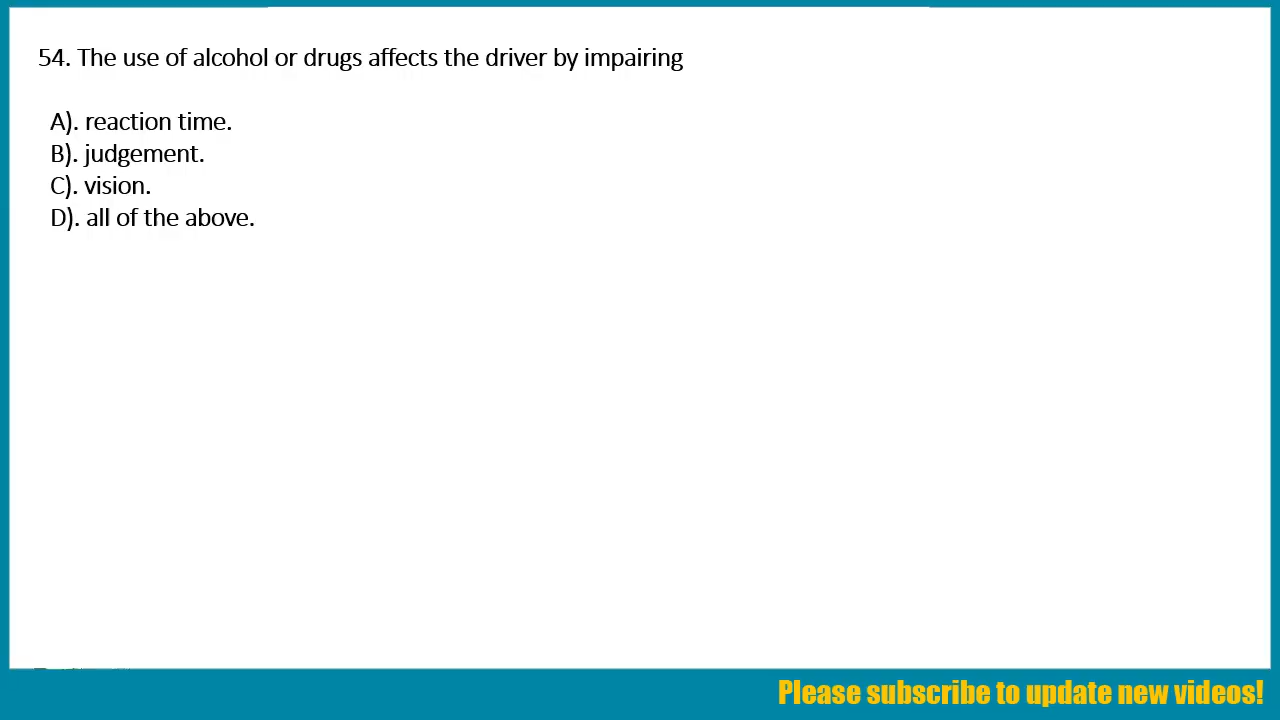 54. The use of alcohol or drugs affects the driver by impairing
A). reaction time.
B). judgement.
C). vision.
D). all of the above.
Please subscribe to update new videos!